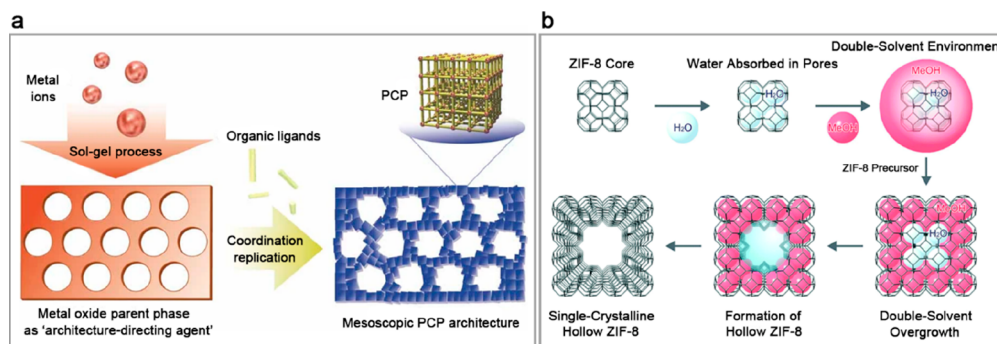 a
Metal
ions
Sol-gel process
Metal oxide parent phase
as 'architecture-directing agent'
Organic ligands
Coordination
replication
PCP
Mesoscopic PCP architecture
b
ZIF-8 Core
H₂O
Water Absorbed in Pores
H₂O
MeOH
Double-Solvent Environmen
MeOH
H₂O
ZIF-8 Precursor
MeOH
H₂O
Double-Solvent
Overgrowth
Formation of
Hollow ZIF-8
Single-Crystalline
Hollow ZIF-8